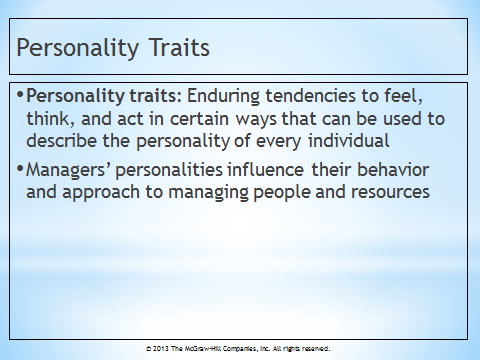 Personality Traits
•Personality traits: Enduring tendencies to feel,
think, and act in certain ways that can be used to
describe the personality of every individual
•Managers’ personalities influence their behavior
and approach to managing people and resources
© 2013 The McGraw-Hill Companies, Inc. All rights reserved.